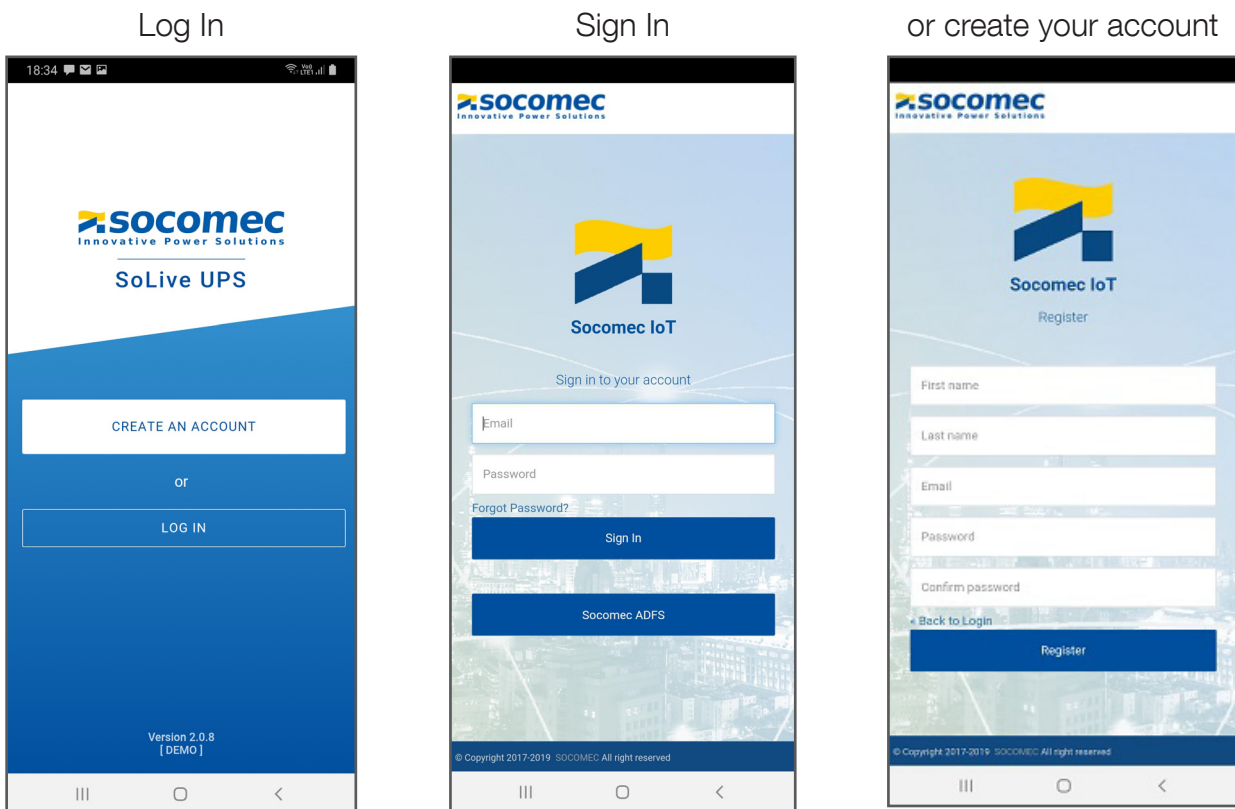 Log In
18:34
VoD LTE1
socomec
Innovative Power Solutions
SoLive UPS
CREATE AN ACCOUNT
or
LOG IN
Version 2.0.8
[ DEMO ]
Sign In
socomec
Innovative Power Solutions
Socomec IoT
Sign in to your account
Email
Password
Forgot Password?
Sign In
Socomec ADFS
© Copyright 2017-2019 SOCOMEC All right reserved
or create your account
socomec
Innovative Power Solutions
Socomec IoT
Register
First name
Last name
Email
Password
Confirm password
« Back to Login
Register
© Copyright 2017-2019 SOCOMEC All right reserved